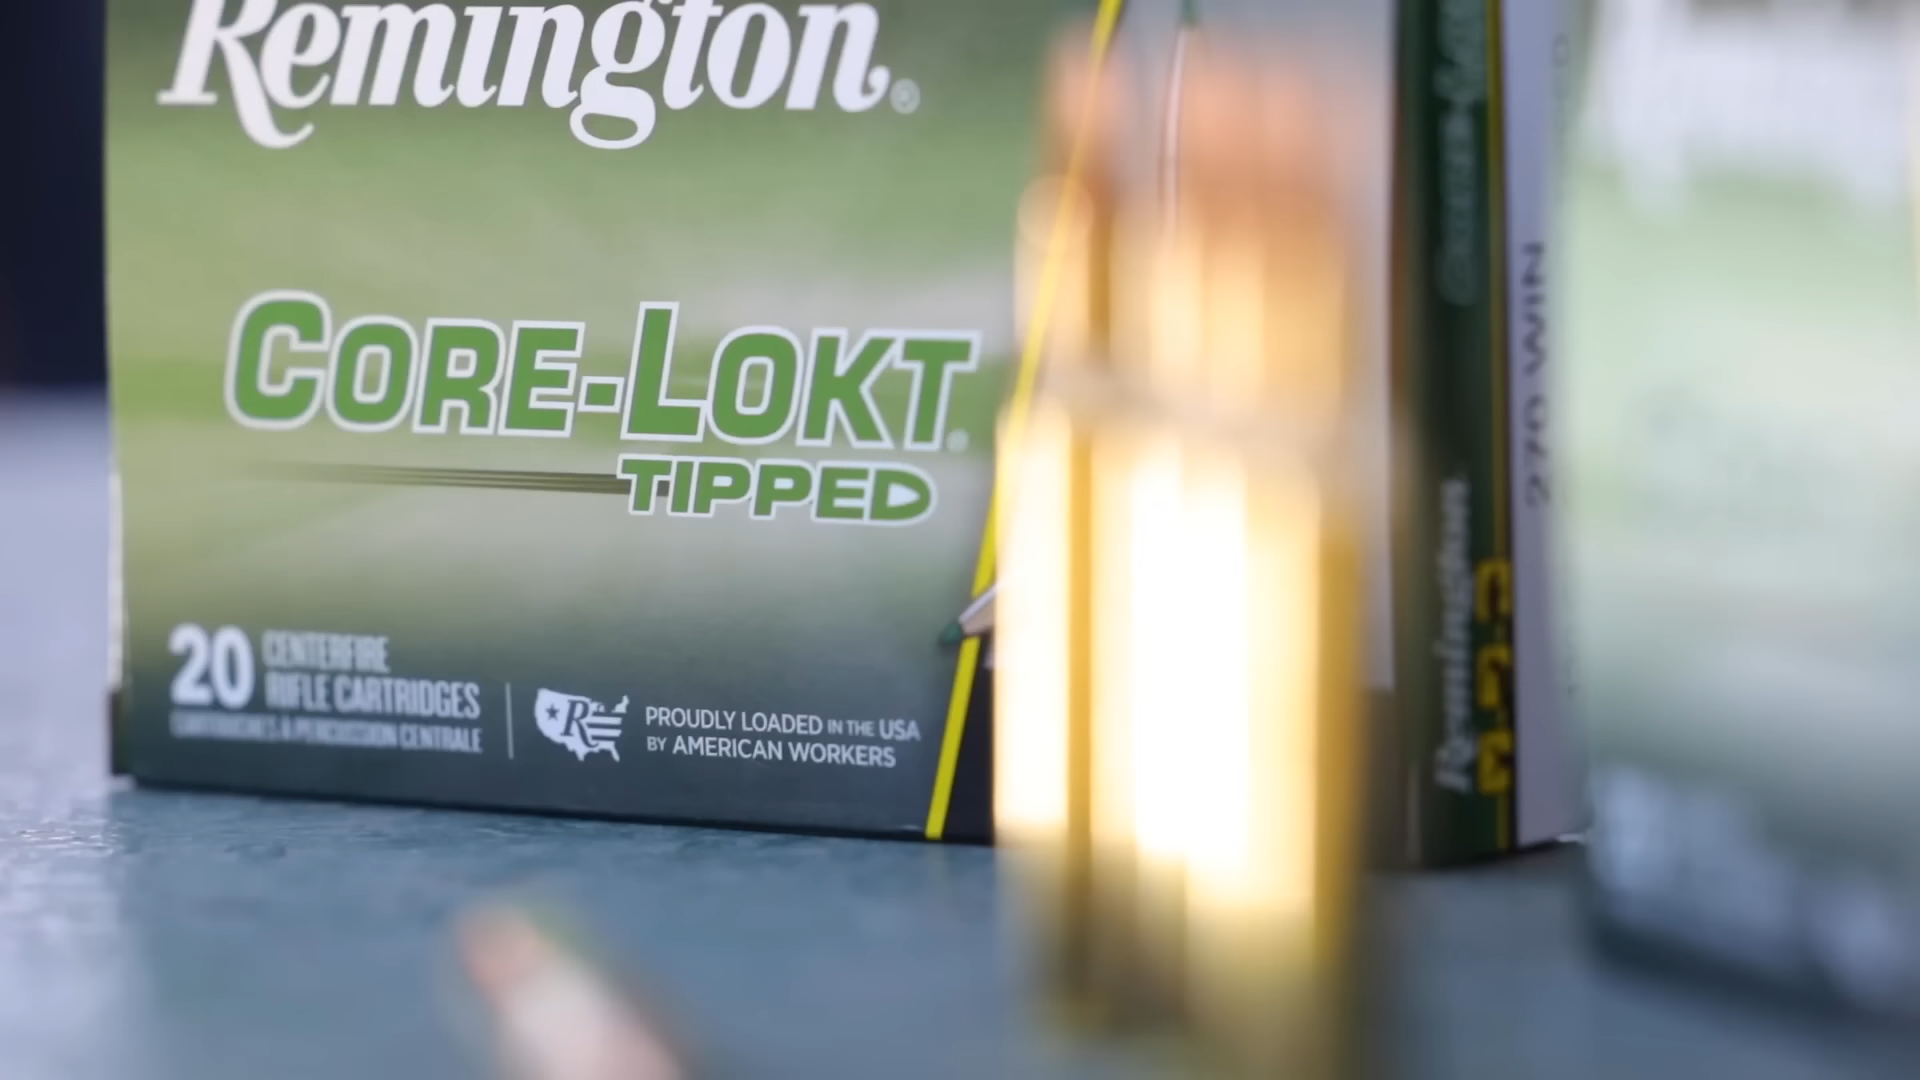 Remington®
CORE-LOKT
TIPPED
20 CENTERFIRE
RIFLE CARTRIDGES
CARTOUCHES À PERCUSSION CENTRALE
PROUDLY LOADED IN THE USA
BY AMERICAN WORKERS
Remington
270 WIN